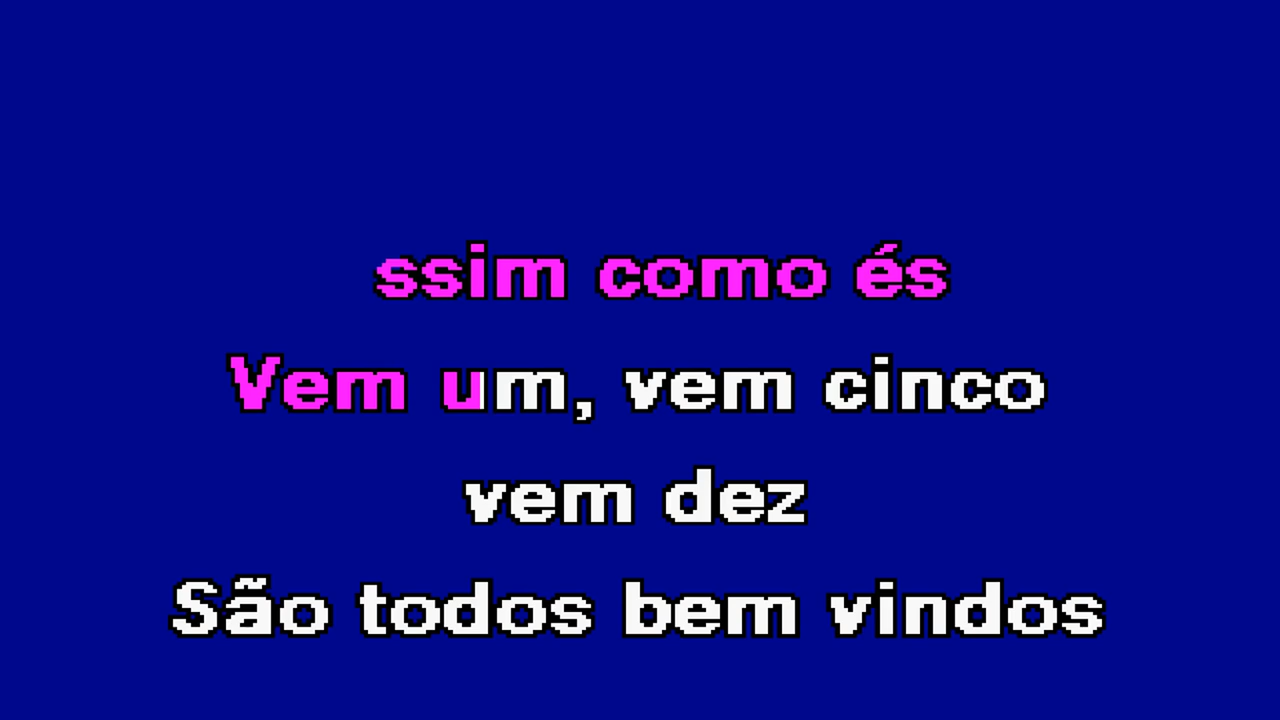 ssim como és
Vem um, vem cinco
vem dez
São todos bem vindos